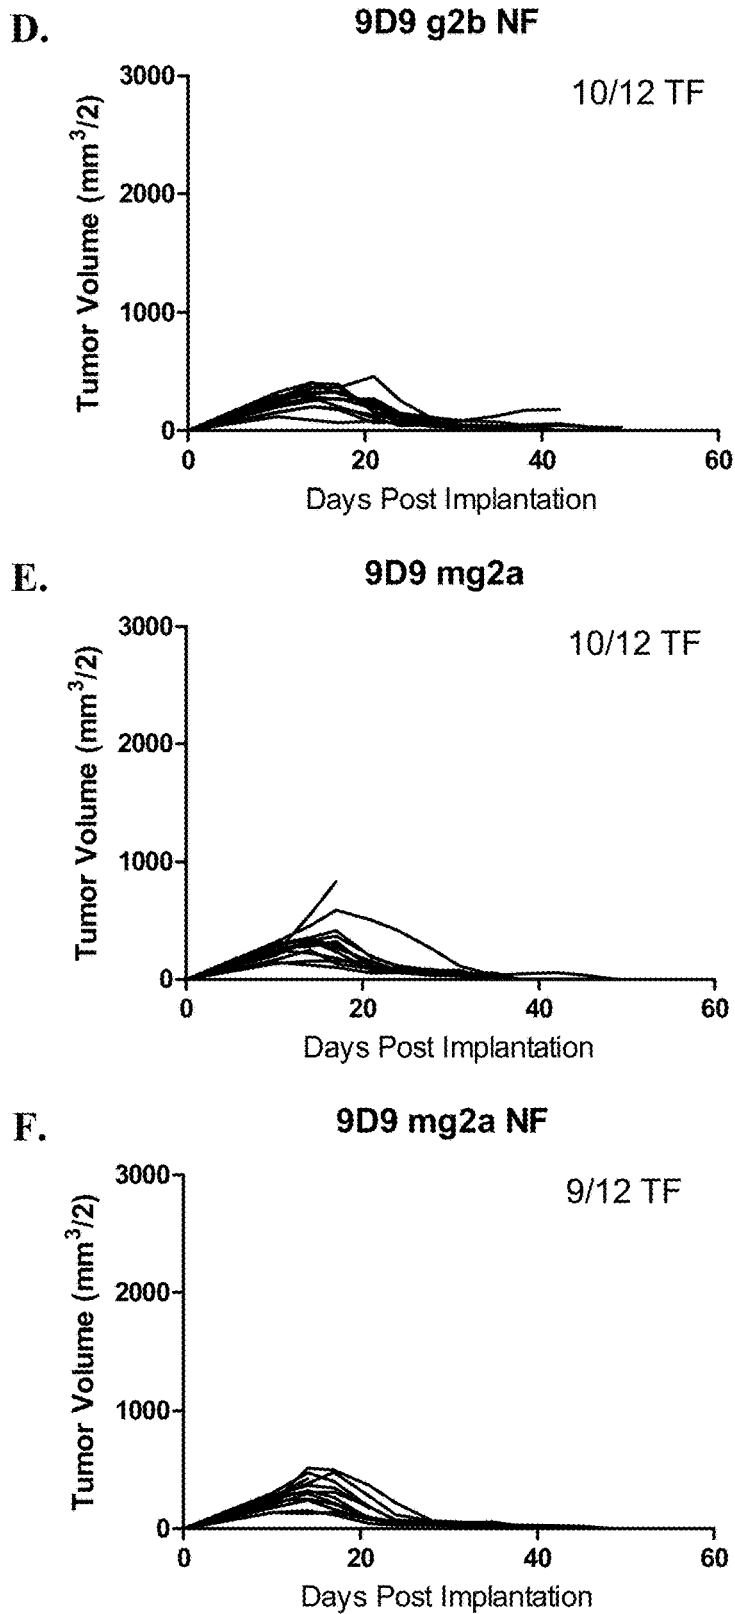 D.
9D9 g2b NF
10/12 TF
Tumor Volume (mm³/2)
3000
2000
1000
0
0 20 40 60
Days Post Implantation
E.
9D9 mg2a
10/12 TF
Tumor Volume (mm³/2)
3000
2000
1000
0
0 20 40 60
Days Post Implantation
F.
9D9 mg2a NF
9/12 TF
Tumor Volume (mm³/2)
3000
2000
1000
0
0 20 40 60
Days Post Implantation